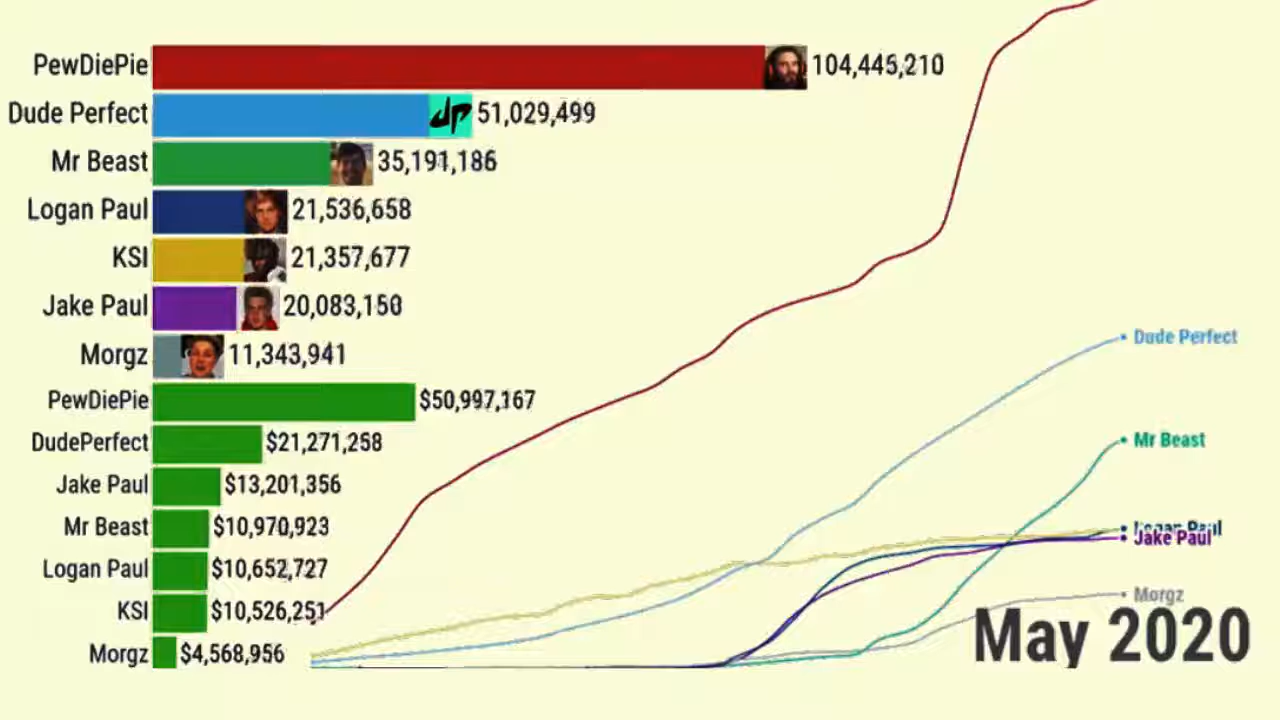 PewDiePie 104,445,210
Dude Perfect dp 51,029,499
Mr Beast 35,191,186
Logan Paul 21,536,658
KSI 21,357,677
Jake Paul 20,083,150
Morgz 11,343,941
PewDiePie $50,997,167
DudePerfect $21,271,258
Jake Paul $13,201,356
Mr Beast $10,970,923
Logan Paul $10,652,727
KSI $10,526,251
Morgz $4,568,956
Dude Perfect
Mr Beast
Logan Paul
Jake Paul
Morgz
May 2020